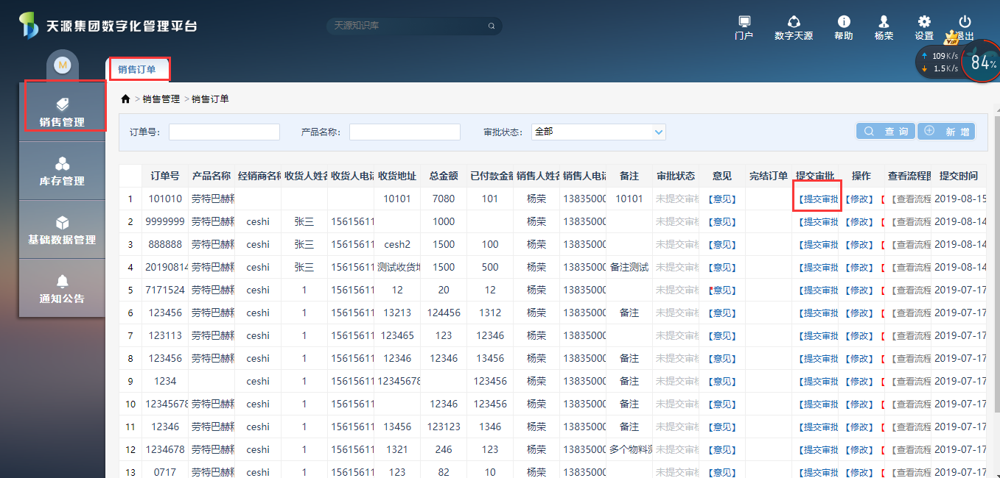 天源集团数字化管理平台
天源知识库
门户 数字天源 帮助 杨荣 设置 退出
VIP
109K/s
1.5K/s
84%
M
销售订单
销售管理
库存管理
基础数据管理
通知公告
> 销售管理 > 销售订单
订单号: 产品名称: 审批状态: 全部 查 询 新 增
订单号 产品名称 经销商名称 收货人姓名 收货人电话 收货地址 总金额 已付款金额 销售人姓名 销售人电话 备注 审批状态 意见 完结订单 提交审批 操作 查看流程图 提交时间
1 101010 劳特巴赫料 10101 7080 101 杨荣 13835000 10101 未提交审核 【意见】 【提交审批 【修改】 【 【查看流程 2019-08-15
2 9999999 劳特巴赫料 ceshi 张三 15615611 1000 杨荣 13835000 未提交审核 【意见】 【提交审批 【修改】 【 【查看流程 2019-08-14
3 888888 劳特巴赫料 ceshi 张三 15615611 cesh2 1500 100 杨荣 13835000 未提交审核 【意见】 【提交审批 【修改】 【 【查看流程 2019-08-14
4 20190814 劳特巴赫料 ceshi 张三 15615611 测试收货地 1500 500 杨荣 13835000 备注测试 未提交审核 【意见】 【提交审批 【修改】 【 【查看流程 2019-08-14
5 7171524 劳特巴赫料 ceshi 1 15615611 12 20 12 杨荣 13835000 未提交审核 【意见】 【提交审批 【修改】 【 【查看流程 2019-07-17
6 123456 劳特巴赫料 ceshi 1 15615611 13213 124456 1312 杨荣 13835000 备注 未提交审核 【意见】 【提交审批 【修改】 【 【查看流程 2019-07-17
7 123113 劳特巴赫料 ceshi 1 15615611 123465 123 12346 杨荣 13835000 未提交审核 【意见】 【提交审批 【修改】 【 【查看流程 2019-07-17
8 123456 劳特巴赫料 ceshi 1 15615611 12346 12346 13456 杨荣 13835000 备注 未提交审核 【意见】 【提交审批 【修改】 【 【查看流程 2019-07-17
9 1234 ceshi 1 15615611 12345678 123456 杨荣 13835000 备注 未提交审核 【意见】 【提交审批 【修改】 【 【查看流程 2019-07-17
10 12345678 劳特巴赫料 ceshi 1 15615611 12346 123456 杨荣 13835000 备注 未提交审核 【意见】 【提交审批 【修改】 【 【查看流程 2019-07-17
11 12346 劳特巴赫料 ceshi 1 15615611 13456 123123 1346 杨荣 13835000 备注 未提交审核 【意见】 【提交审批 【修改】 【 【查看流程 2019-07-17
12 1234678 劳特巴赫料 ceshi 1 15615611 1321 246 123 杨荣 13835000 多个物料测 未提交审核 【意见】 【提交审批 【修改】 【 【查看流程 2019-07-17
13 0717 劳特巴赫料 ceshi 1 15615611 123 82 10 杨荣 13835000 未提交审核 【意见】 【提交审批 【修改】 【 【查看流程 2019-07-17